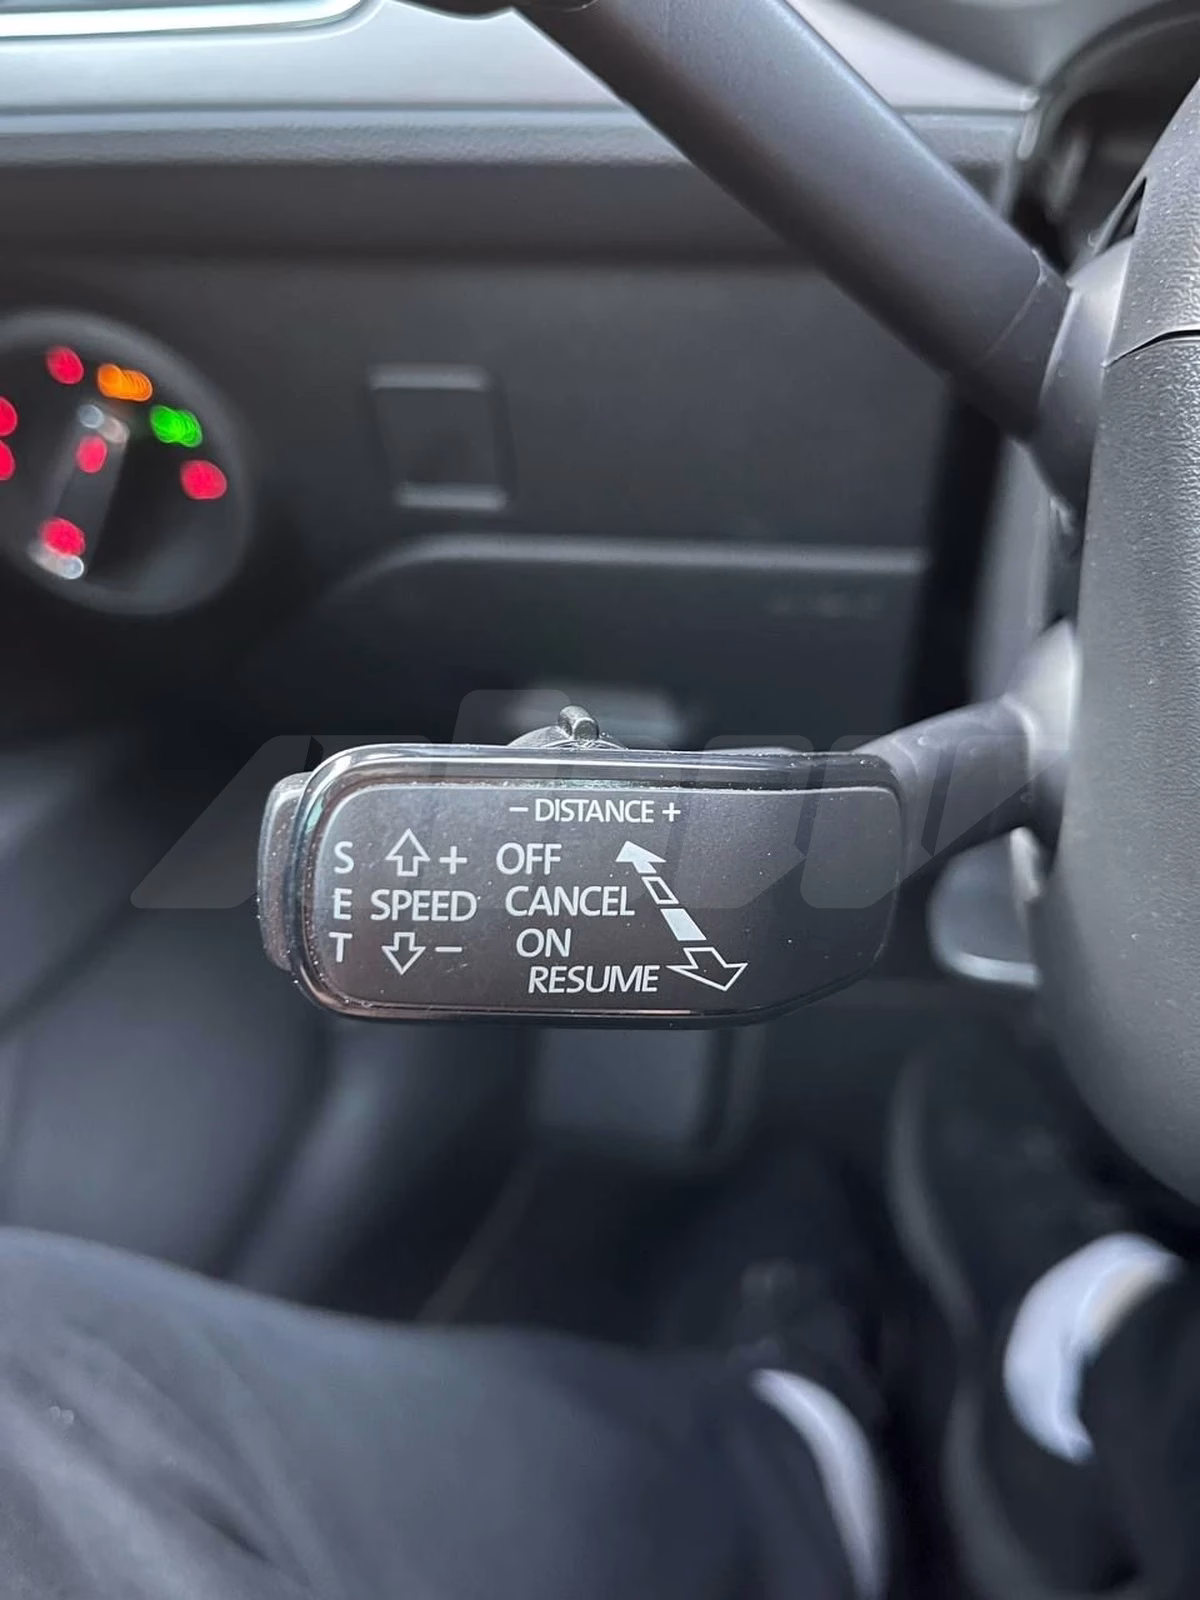 − DISTANCE +
S + OFF
E SPEED CANCEL
T − ON
RESUME